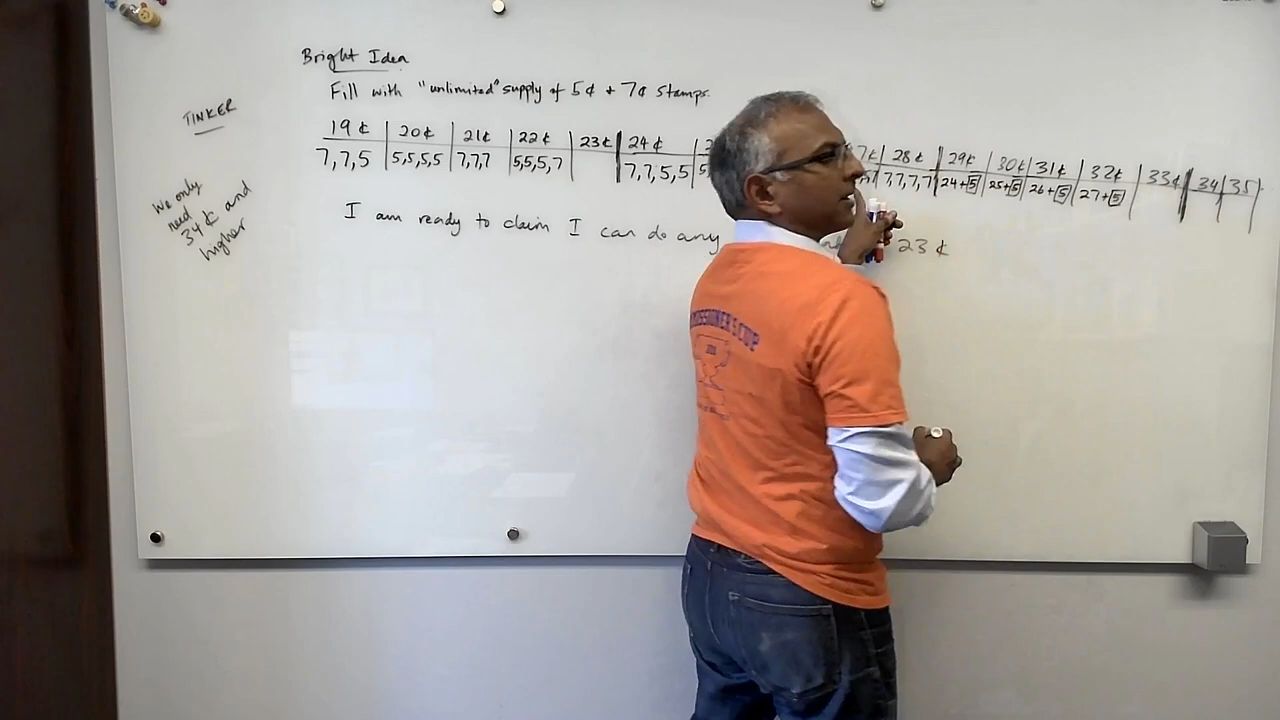 Bright Idea
Fill with "unlimited" supply of 5¢ + 7¢ stamps.
TINKER
We only
need
34 ¢ and
higher
19 ¢ 20¢ 21¢ 22¢ 23¢ 24¢ 2 7¢ 28¢ 29¢ 30¢ 31¢ 32¢ 33¢ 34 35
7,7,5 5,5,5,5 7,7,7 5,5,5,7 7,7,5,5 5, 7,7,7,7 24+5 25+5 26+5 27+5
I am ready to claim I can do any 23 ¢